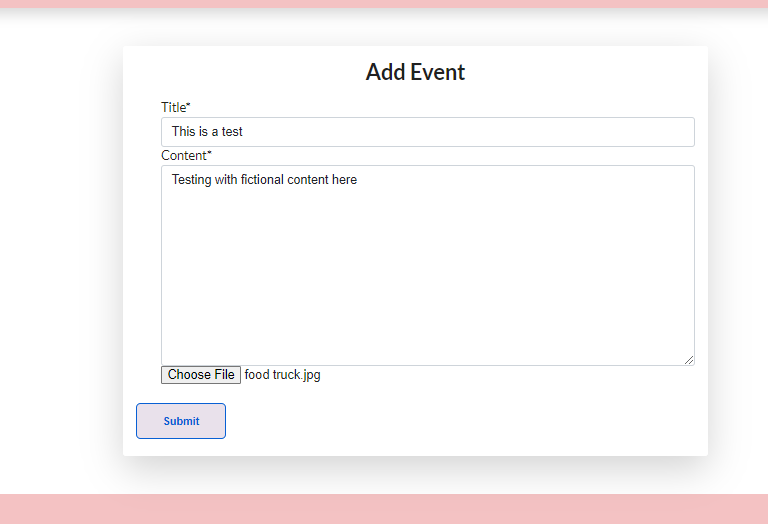 Add Event
Title*
This is a test
Content*
Testing with fictional content here
Choose File food truck.jpg
Submit